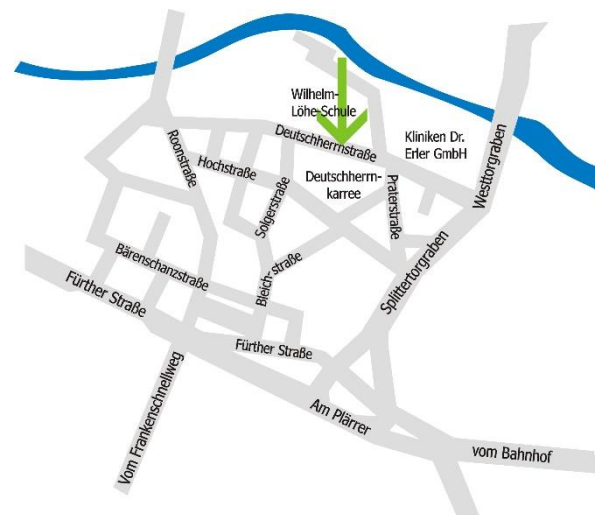 Wilhelm-
Löhe-Schule
Deutschherrnstraße
Kliniken Dr.
Erler GmbH
Roonstraße
Hochstraße
Solgerstraße
Deutschherrn-
karree
Praterstraße
Westtorgraben
Bärenschanzstraße
Bleich-straße
Splittertorgraben
Fürther Straße
Fürther Straße
Vom Frankenschnellweg
Am Plärrer
vom Bahnhof